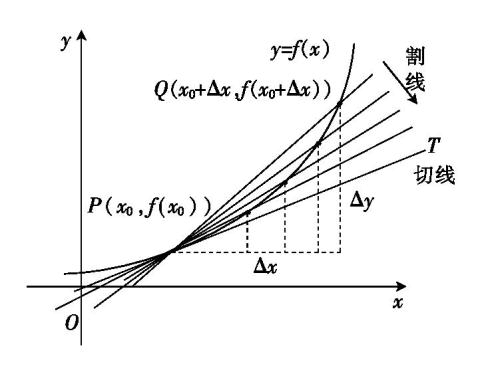 y
y=f(x)
割
线
Q(x₀+Δx,f(x₀+Δx))
T
切线
P(x₀,f(x₀))
Δy
Δx
x
O